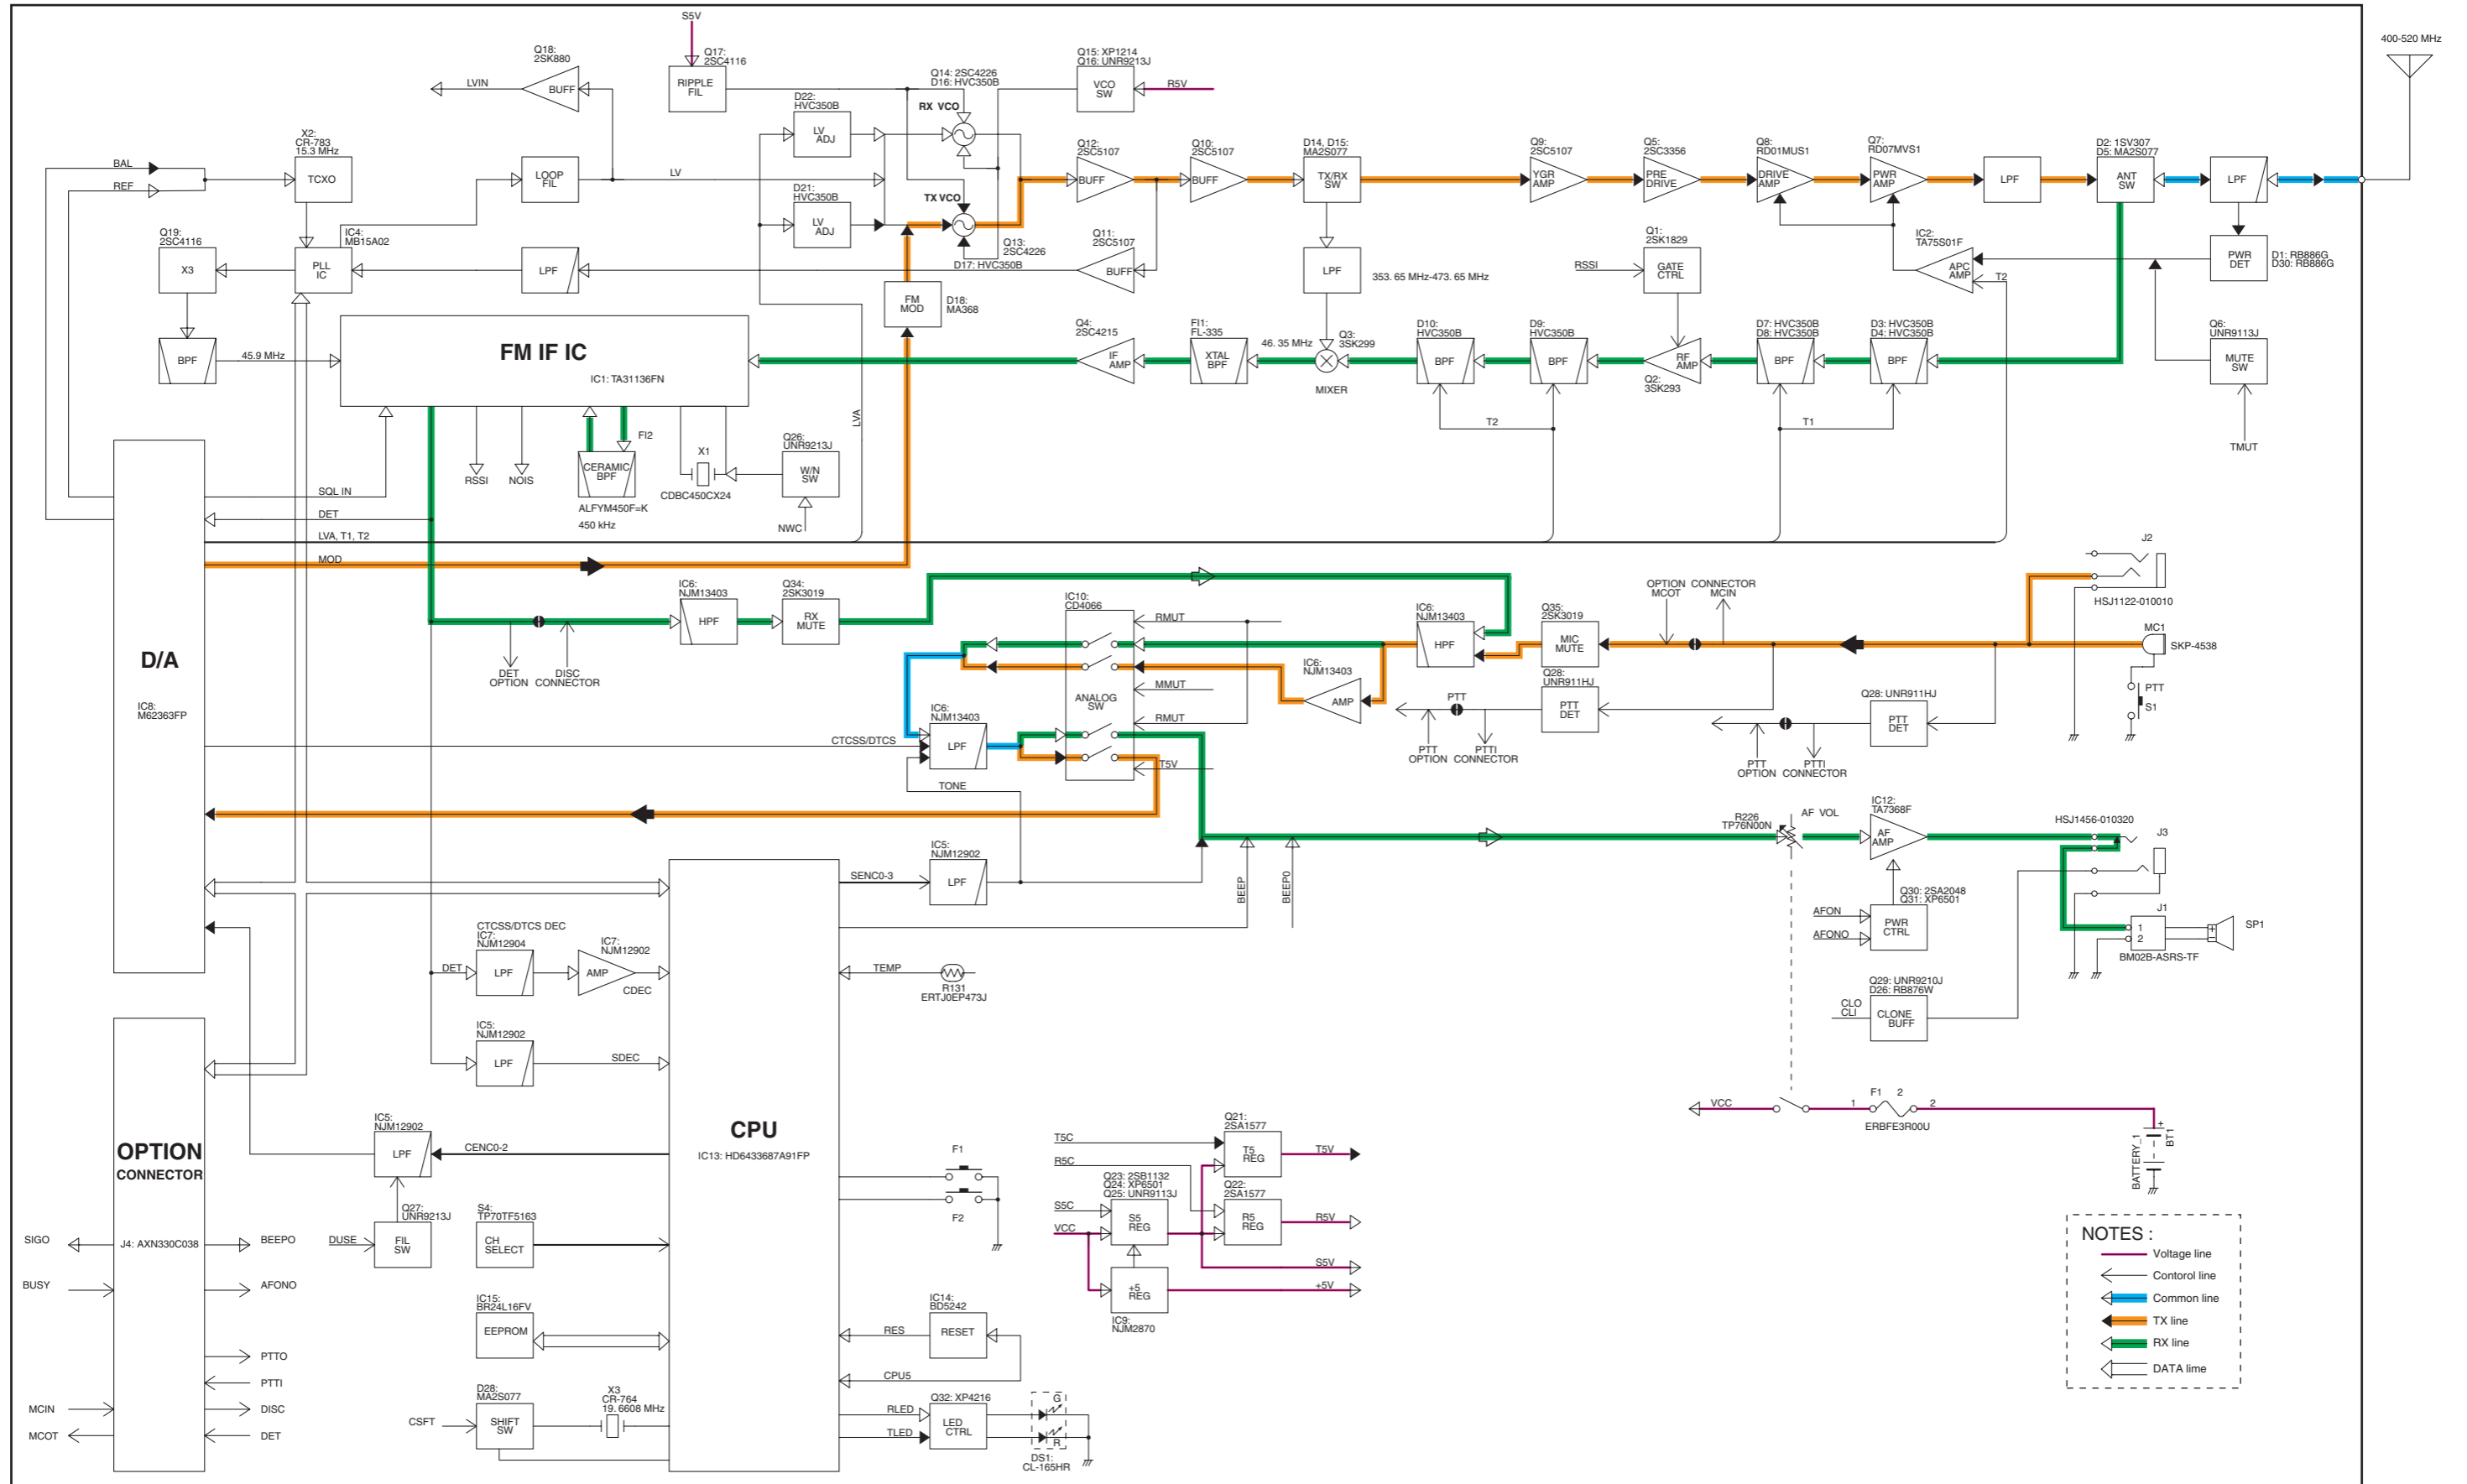 S5V
400-520 MHz
Q18:
2SK880
BUFF
LVIN
Q17:
2SC4116
RIPPLE
FIL
Q14: 2SC4226
D16: HVC350B
RX VCO
Q15: XP1214
Q16: UNR9213J
VCO
SW
R5V
D22:
HVC350B
LV
ADJ
X2:
CR-783
15.3 MHz
TCXO
BAL
REF
LOOP
FIL
LV
D21:
HVC350B
LV
ADJ
TX VCO
Q13:
2SC4226
D17: HVC350B
Q12:
2SC5107
BUFF
Q10:
2SC5107
BUFF
D14, D15:
MA2S077
TX/RX
SW
Q9:
2SC5107
YGR
AMP
Q5:
2SC3356
PRE
DRIVE
Q8:
RD01MUS1
DRIVE
AMP
Q7:
RD07MVS1
PWR
AMP
LPF
D2: 1SV307
D5: MA2S077
ANT
SW
LPF
Q19:
2SC4116
X3
IC4:
MB15A02
PLL
IC
LPF
Q11:
2SC5107
BUFF
LPF
353. 65 MHz-473. 65 MHz
Q1:
2SK1829
RSSI
GATE
CTRL
IC2:
TA75S01F
APC
AMP
T2
PWR
DET
D1: RB886G
D30: RB886G
FM
MOD
D18:
MA368
BPF
45.9 MHz
FM IF IC
IC1: TA31136FN
Q4:
2SC4215
IF
AMP
FI1:
FL-335
XTAL
BPF
46. 35 MHz
Q3:
3SK299
MIXER
D10:
HVC350B
BPF
D9:
HVC350B
BPF
RF
AMP
Q2:
3SK293
D7: HVC350B
D8: HVC350B
BPF
D3: HVC350B
D4: HVC350B
BPF
Q6:
UNR9113J
MUTE
SW
TMUT
T2
T1
LVA
RSSI
NOIS
FI2
CERAMIC
BPF
ALFYM450F=K
450 kHz
X1
CDBC450CX24
Q26:
UNR9213J
W/N
SW
NWC
D/A
IC8:
M62363FP
SQL IN
DET
LVA, T1, T2
MOD
IC6:
NJM13403
HPF
Q34:
2SK3019
RX
MUTE
DET
OPTION
DISC
CONNECTOR
IC10:
CD4066
ANALOG
SW
RMUT
MMUT
RMUT
T5V
IC6:
NJM13403
AMP
IC6:
NJM13403
HPF
Q35:
2SK3019
MIC
MUTE
OPTION
MCOT
CONNECTOR
MCIN
J2
HSJ1122-010010
MC1
SKP-4538
PTT
S1
Q28:
UNR911HJ
PTT
DET
PTT
PTT
OPTION
PTTI
CONNECTOR
Q28: UNR911HJ
PTT
DET
PTT
OPTION
PTTI
CONNECTOR
IC6:
NJM13403
LPF
CTCSS/DTCS
TONE
IC5:
NJM12902
LPF
SENC0-3
BEEP
BEEP0
R226
TP76N00N
AF VOL
IC12:
TA7368F
AF
AMP
HSJ1456-010320
J3
Q30: 2SA2048
Q31: XP6501
PWR
CTRL
AFON
AFONO
J1
1
2
BM02B-ASRS-TF
+
−
SP1
CTCSS/DTCS DEC
IC7:
NJM12904
DET
LPF
IC7:
NJM12902
AMP
CDEC
IC5:
NJM12902
LPF
SDEC
CPU
IC13: HD6433687A91FP
TEMP
R131
ERTJ0EP473J
Q29: UNR9210J
D26: RB876W
CLONE
BUFF
CLO
CLI
VCC
1
F1
2
2
ERBFE3R00U
BATTERY_1
BT1
+
OPTION
CONNECTOR
J4: AXN330C038
IC5:
NJM12902
LPF
CENC0-2
Q27:
UNR9213J
FIL
SW
DUSE
S4:
TP70TF5163
CH
SELECT
IC15:
BR24L16FV
EEPROM
D28:
MA2S077
SHIFT
SW
CSFT
X3
CR-764
19. 6608 MHz
F1
F2
T5C
R5C
S5C
VCC
Q23: 2SB1132
Q24: XP6501
Q25: UNR9113J
S5
REG
Q21:
2SA1577
T5
REG
T5V
Q22:
2SA1577
R5
REG
R5V
S5V
+5V
+5
REG
IC9:
NJM2870
IC14:
BD5242
RESET
RES
CPU5
RLED
TLED
Q32: XP4216
LED
CTRL
G
R
DS1:
CL-165HR
SIGO
BUSY
MCIN
MCOT
BEEPO
AFONO
PTTO
PTTI
DISC
DET
NOTES :
Voltage line
Contorol line
Common line
TX line
RX line
DATA lime